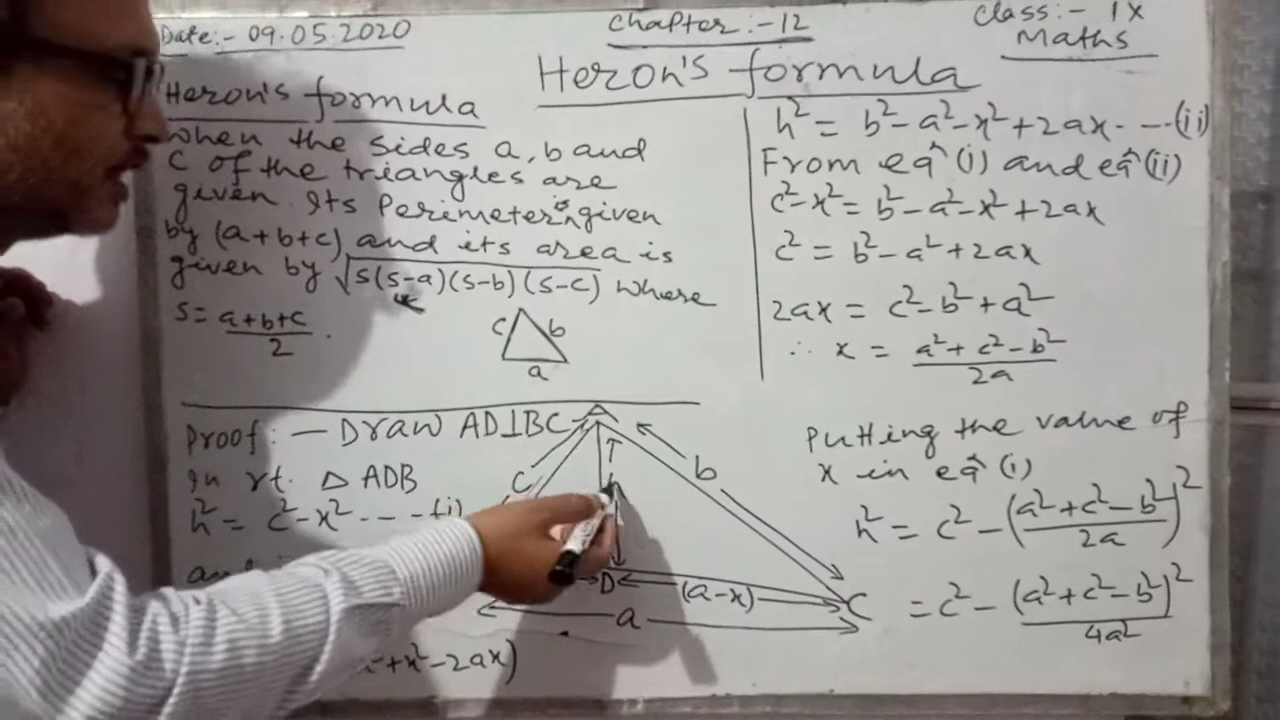 Date:- 09.05.2020
Chapter:-12
Class:- IX
Maths
Heron's formula
Heron's formula
When the sides a, b and
C of the triangles are
given Its Perimeter is given
by (a+b+c) and its area is
given by √s(s-a)(s-b)(s-c) Where
S = a+b+c/2 .
c b
a
Proof:- Draw AD⊥BC
In rt. △ ADB
h² = c²-x² ---- (i)
c b
D (a-x) C
a
+x²-2ax)
h² = b²-a²-x²+2ax-- --(ii)
From eqⁿ(i) and eqⁿ(ii)
c²-x² = b²-a²-x²+2ax
c² = b²-a²+2ax
2ax = c²-b²+a²
∴ x = a²+c²-b²/2a
Putting the value of
x in eqⁿ(i)
h² = c² - (a²+c²-b²/2a)²
= c² - (a²+c²-b²)²/4a²